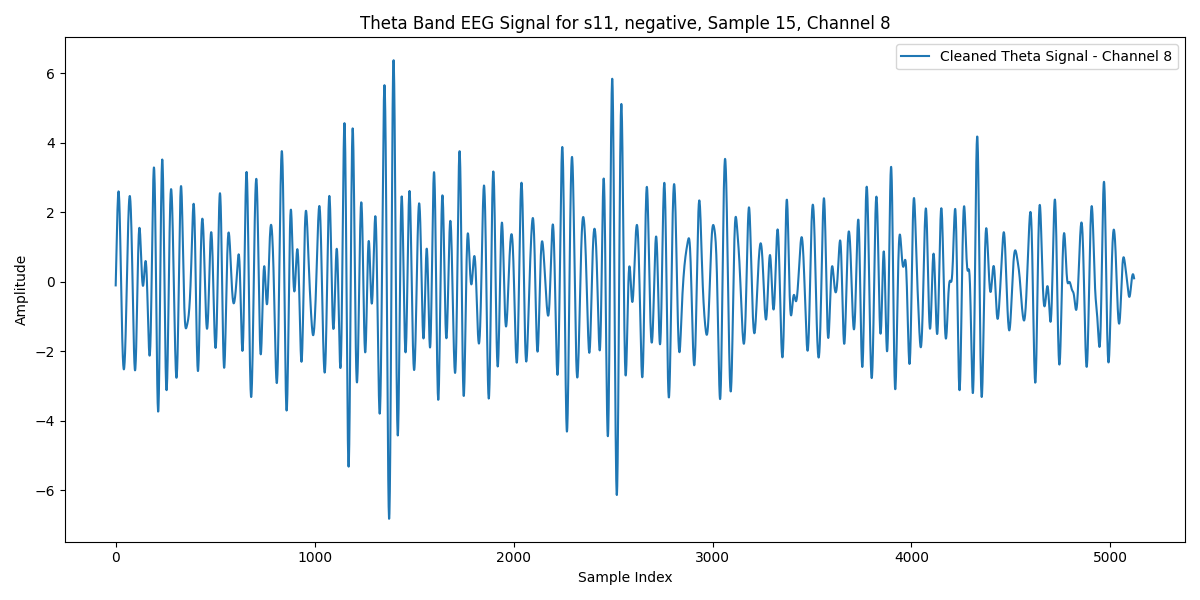 Theta Band EEG Signal for s11, negative, Sample 15, Channel 8
Cleaned Theta Signal - Channel 8
Amplitude
6
4
2
0
−2
−4
−6
0 1000 2000 3000 4000 5000
Sample Index